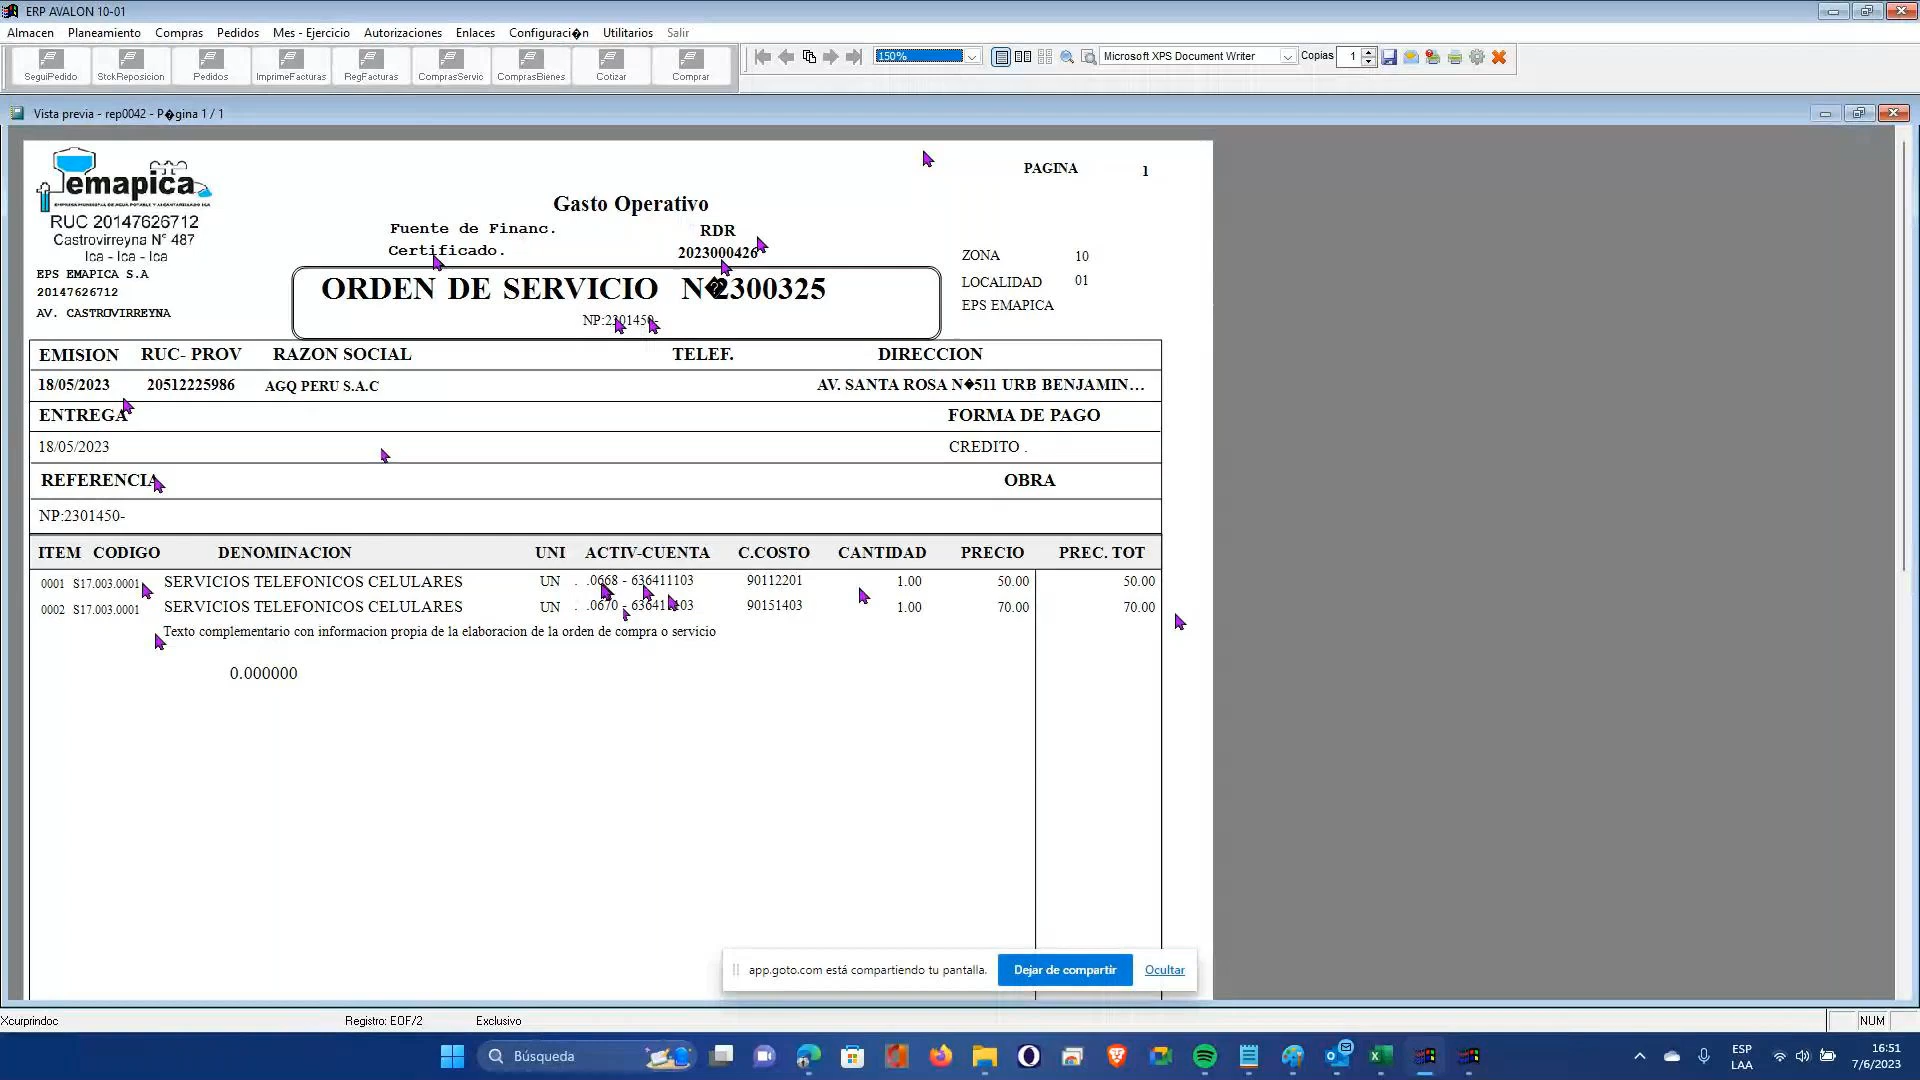 ERP AVALON 10-01
Almacen Planeamiento Compras Pedidos Mes - Ejercicio Autorizaciones Enlaces Configuraci�n Utilitarios Salir
SeguiPedido StckReposicion Pedidos ImprimeFacturas RegFacturas ComprasServic ComprasBienes Cotizar Comprar
150% Microsoft XPS Document Writer Copias 1
Vista previa - rep0042 - P�gina 1 / 1
PAGINA 1
emapica
EMPRESA MUNICIPAL DE AGUA POTABLE Y ALCANTARILLADO ICA
RUC 20147626712
Castrovirreyna N° 487
Ica - Ica - Ica
EPS EMAPICA S.A
20147626712
AV. CASTROVIRREYNA
Gasto Operativo
Fuente de Financ. RDR
Certificado. 2023000426
ORDEN DE SERVICIO N�2300325
NP:2301450-
ZONA 10
LOCALIDAD 01
EPS EMAPICA
EMISION RUC- PROV RAZON SOCIAL TELEF. DIRECCION
18/05/2023 20512225986 AGQ PERU S.A.C AV. SANTA ROSA N�511 URB BENJAMIN...
ENTREGA FORMA DE PAGO
18/05/2023 CREDITO .
REFERENCIA OBRA
NP:2301450-
ITEM CODIGO DENOMINACION UNI ACTIV-CUENTA C.COSTO CANTIDAD PRECIO PREC. TOT
0001 S17.003.0001 SERVICIOS TELEFONICOS CELULARES UN . .0668 - 636411103 90112201 1.00 50.00 50.00
0002 S17.003.0001 SERVICIOS TELEFONICOS CELULARES UN . .0670 - 636411103 90151403 1.00 70.00 70.00
Texto complementario con informacion propia de la elaboracion de la orden de compra o servicio
0.000000
app.goto.com está compartiendo tu pantalla. Dejar de compartir Ocultar
Xcurprindoc Registro: EOF/2 Exclusivo NUM
Búsqueda
ESP
LAA
16:51
7/6/2023